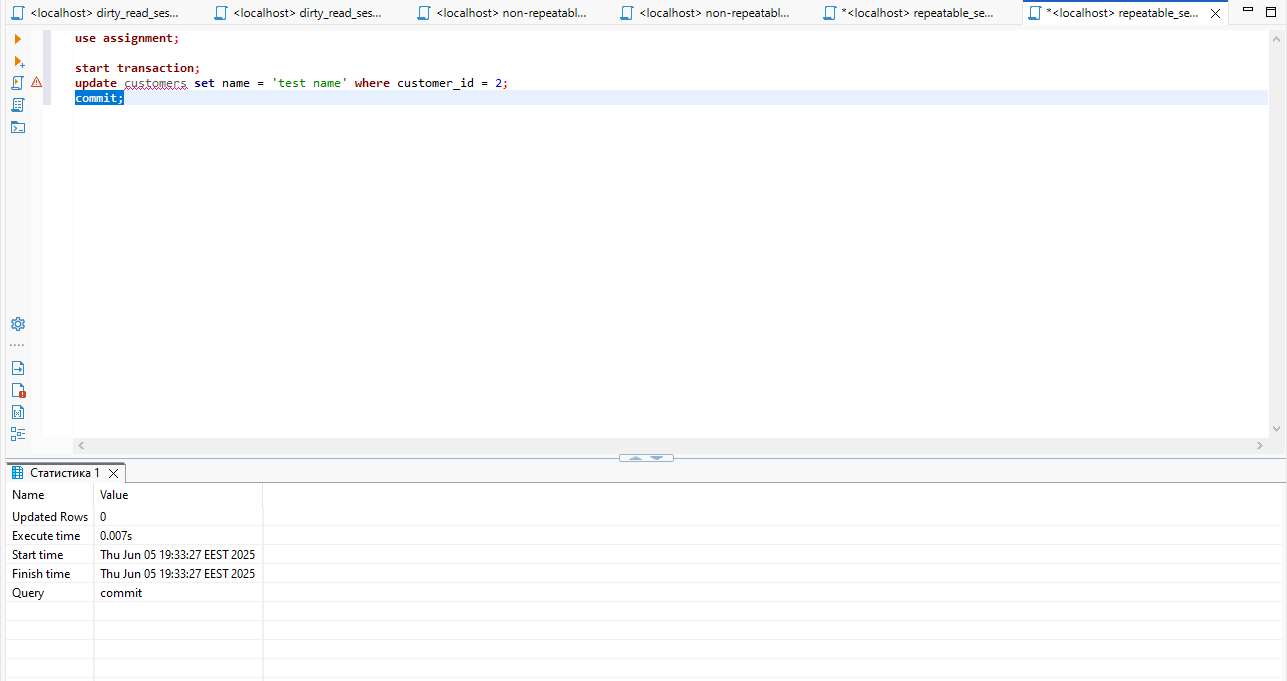 <localhost> dirty_read_ses...
<localhost> dirty_read_ses...
<localhost> non-repeatabl...
<localhost> non-repeatabl...
*<localhost> repeatable_se...
*<localhost> repeatable_se...
use assignment;
start transaction;
update customers set name = 'test name' where customer_id = 2;
commit;
Статистика 1
Name Value
Updated Rows 0
Execute time 0.007s
Start time Thu Jun 05 19:33:27 EEST 2025
Finish time Thu Jun 05 19:33:27 EEST 2025
Query commit